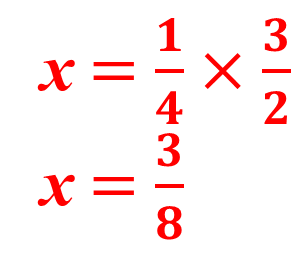 x = 1/4 × 3/2
x = 3/8